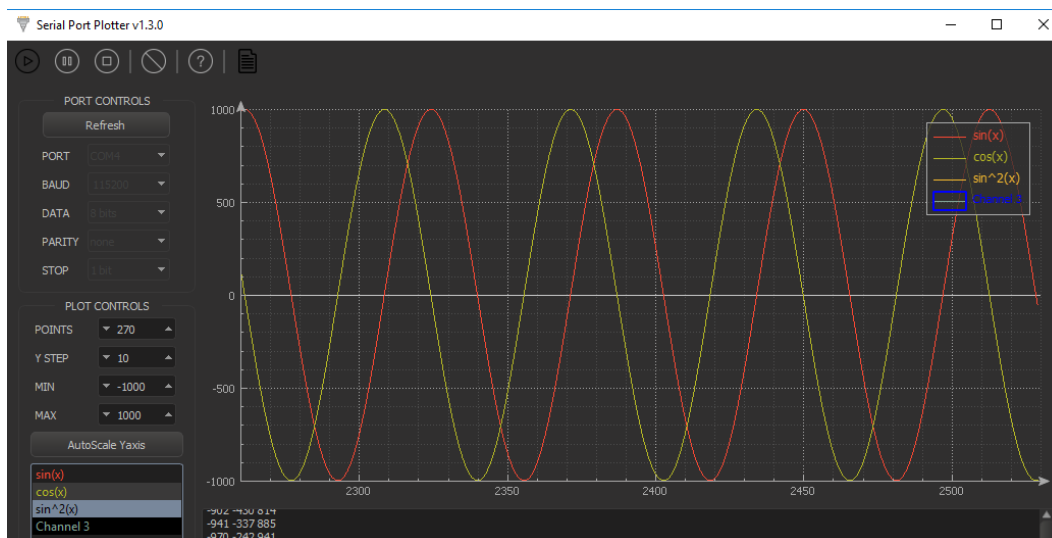 Serial Port Plotter v1.3.0
PORT CONTROLS
Refresh
PORT COM4
BAUD 115200
DATA 8 bits
PARITY none
STOP 1 bit
PLOT CONTROLS
POINTS 270
Y STEP 10
MIN -1000
MAX 1000
AutoScale Yaxis
sin(x)
cos(x)
sin^2(x)
Channel 3
1000
500
0
-500
-1000
2300 2350 2400 2450 2500
sin(x)
cos(x)
sin^2(x)
Channel 3
-902 -430 814
-941 -337 885
-970 -242 941